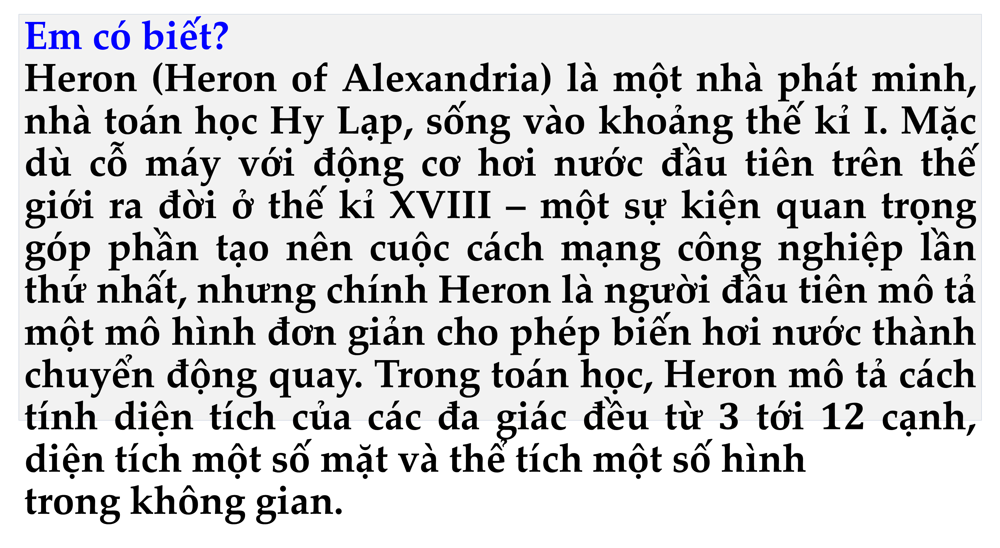 Em có biết?
Heron (Heron of Alexandria) là một nhà phát minh,
nhà toán học Hy Lạp, sống vào khoảng thế kỉ I. Mặc
dù cỗ máy với động cơ hơi nước đầu tiên trên thế
giới ra đời ở thế kỉ XVIII – một sự kiện quan trọng
góp phần tạo nên cuộc cách mạng công nghiệp lần
thứ nhất, nhưng chính Heron là người đầu tiên mô tả
một mô hình đơn giản cho phép biến hơi nước thành
chuyển động quay. Trong toán học, Heron mô tả cách
tính diện tích của các đa giác đều từ 3 tới 12 cạnh,
diện tích một số mặt và thể tích một số hình
trong không gian.